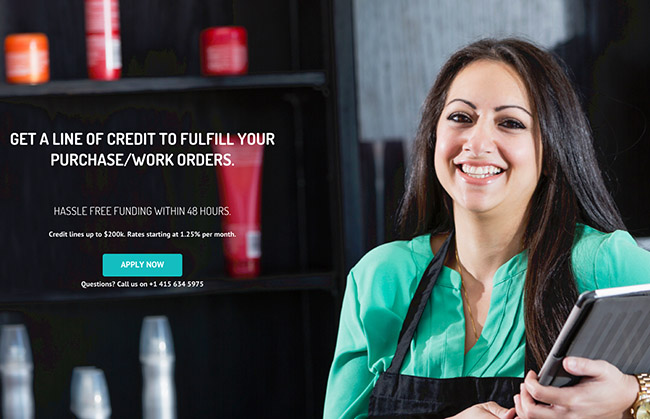 GET A LINE OF CREDIT TO FULFILL YOUR
PURCHASE/WORK ORDERS.
HASSLE FREE FUNDING WITHIN 48 HOURS.
Credit lines up to $200k. Rates starting at 1.25% per month.
APPLY NOW
Questions? Call us on +1 415 634 5975